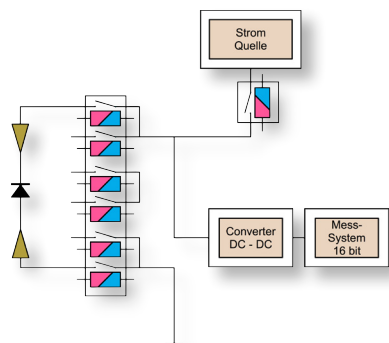 Strom
Quelle
Converter
DC - DC
Mess-
System
16 bit